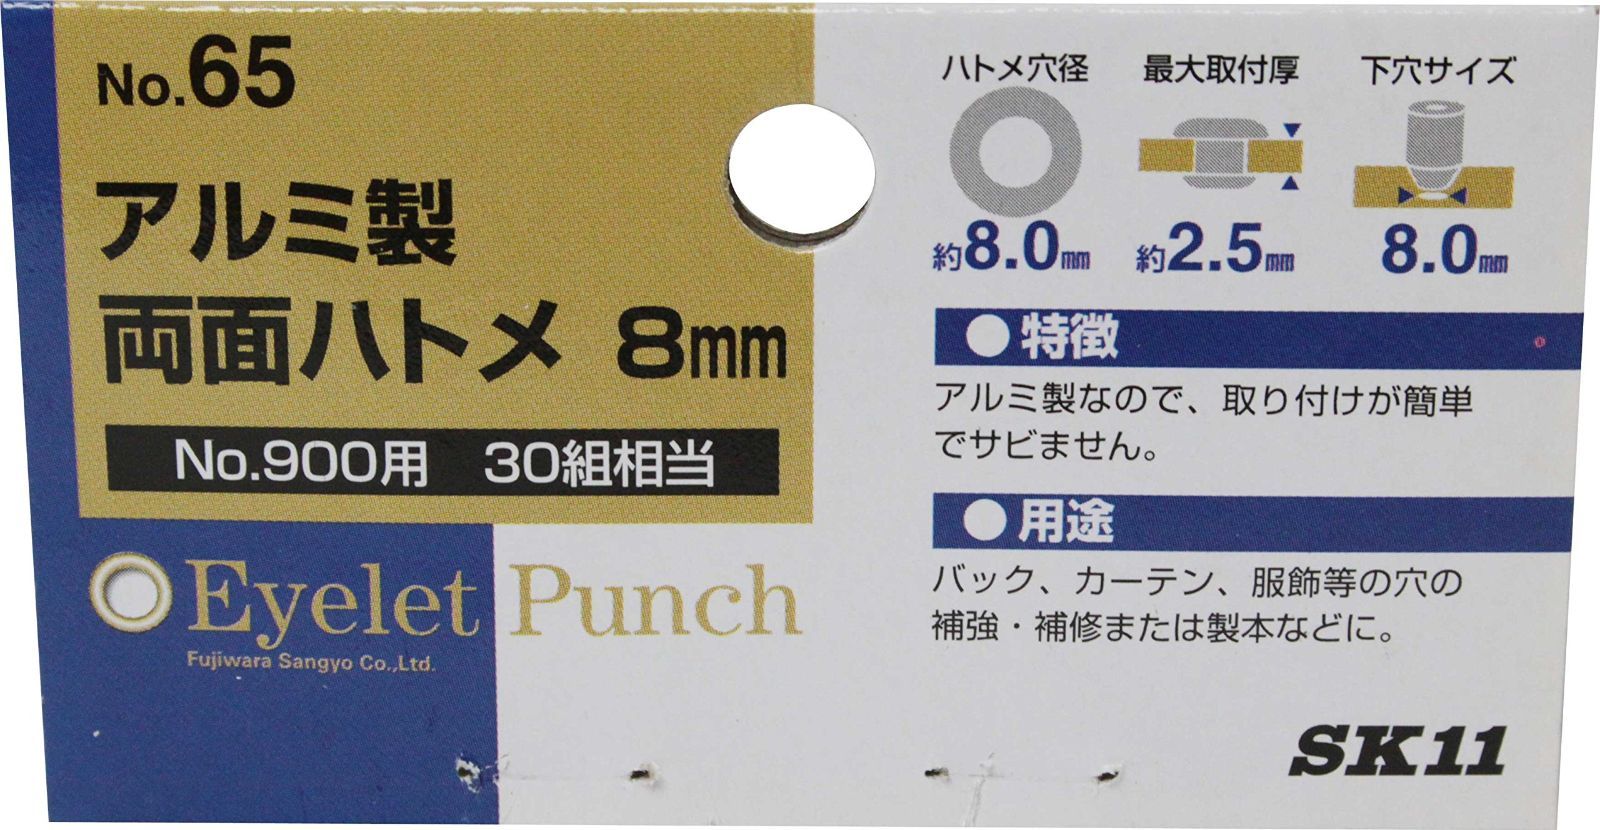 No.65
アルミ製
両面ハトメ 8mm
No.900用 30組相当
Eyelet Punch
Fujiwara Sangyo Co.,Ltd.
ハトメ穴径
約8.0mm
最大取付厚
約2.5mm
下穴サイズ
8.0mm
●特徴
アルミ製なので、取り付けが簡単
でサビません。
●用途
バック、カーテン、服飾等の穴の
補強・補修または製本などに。
SK11